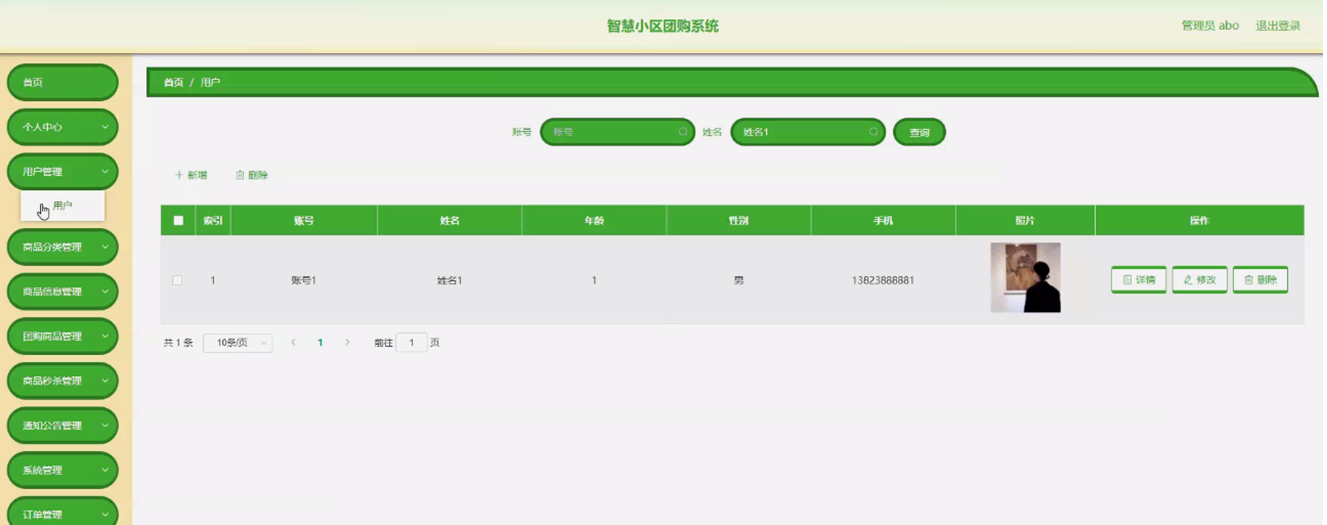 智慧小区团购系统
管理员 abo 退出登录
首页
个人中心
用户管理
用户
商品分类管理
商品信息管理
团购商品管理
商品秒杀管理
通知公告管理
系统管理
订单管理
首页 / 用户
账号 账号 姓名 姓名1 查询
新增 删除
索引 账号 姓名 年龄 性别 手机 照片 操作
1 账号1 姓名1 1 男 13823888881 详情 修改 删除
共 1 条 10条/页 1 前往 1 页